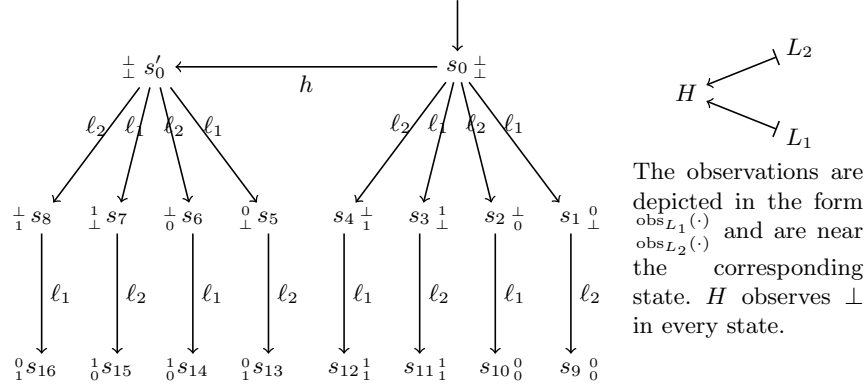 ⊥ ⊥ s₀′ h s₀ ⊥ ⊥
L₂
H
L₁
ℓ₂ ℓ₁ ℓ₂ ℓ₁ ℓ₂ ℓ₁ ℓ₂ ℓ₁
⊥ 1 s₈ 1 ⊥ s₇ ⊥ 0 s₆ 0 ⊥ s₅ s₄ ⊥ 1 s₃ 1 ⊥ s₂ ⊥ 0 s₁ 0 ⊥
ℓ₁ ℓ₂ ℓ₁ ℓ₂ ℓ₁ ℓ₂ ℓ₁ ℓ₂
0 1 s₁₆ 1 0 s₁₅ 1 0 s₁₄ 0 1 s₁₃ s₁₂ 1 1 s₁₁ 1 1 s₁₀ 0 0 s₉ 0 0
The observations are
depicted in the form
obs_L₁(·)
obs_L₂(·) and are near
the corresponding
state. H observes ⊥
in every state.